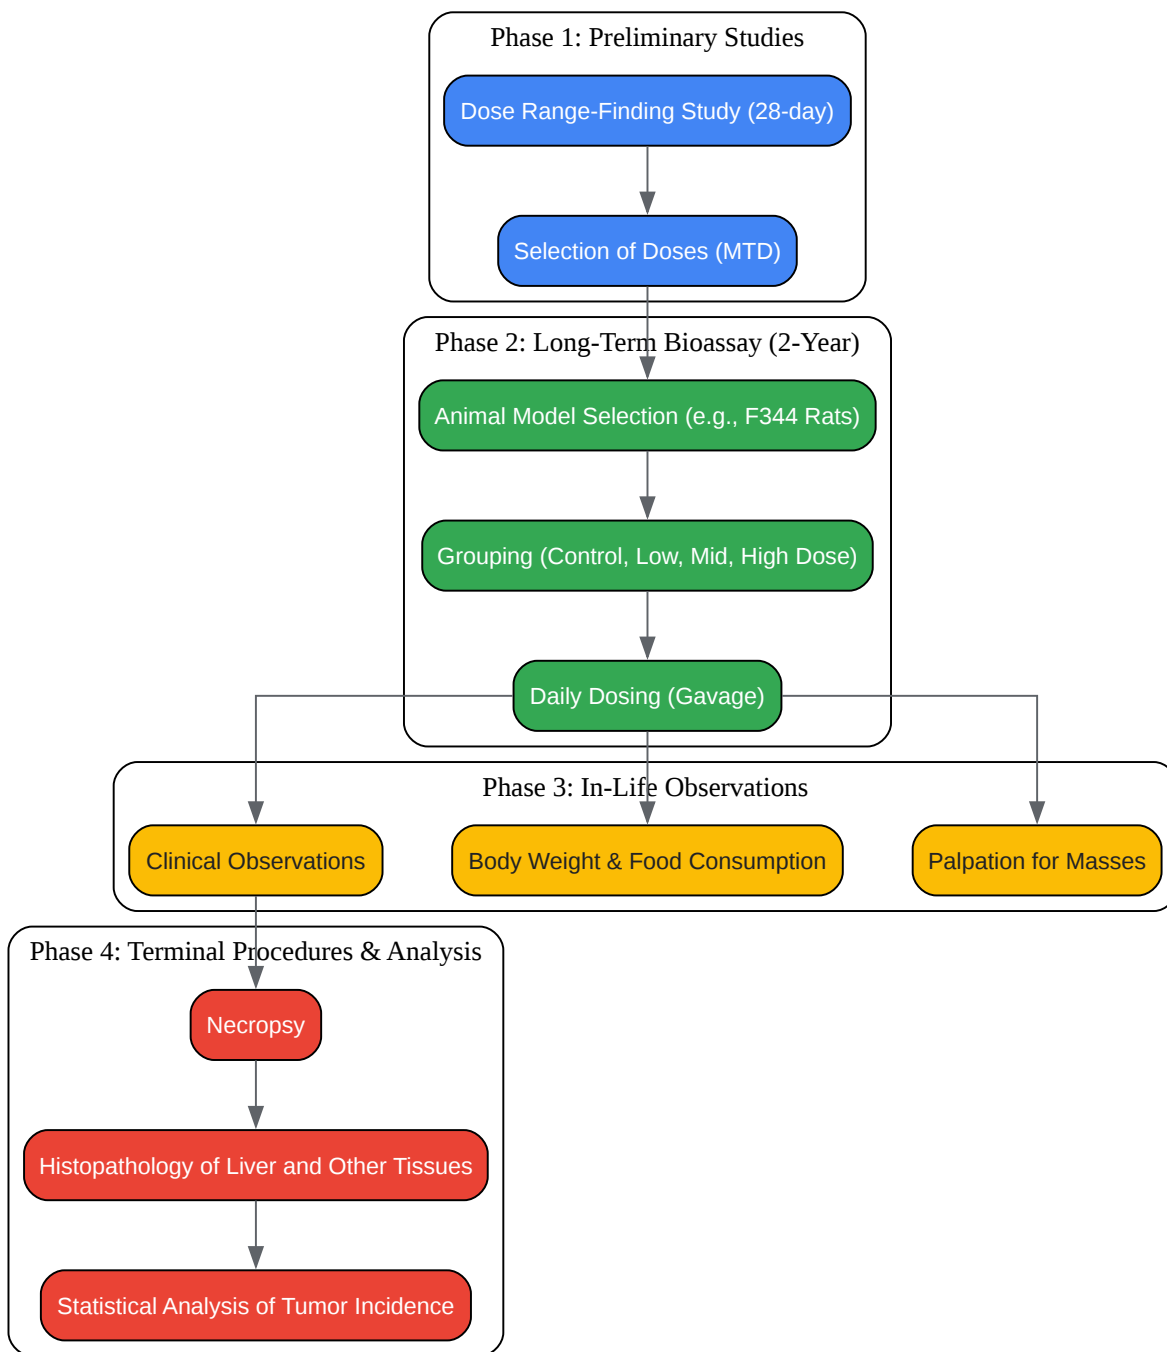 Phase 1: Preliminary Studies
Dose Range-Finding Study (28-day)
Selection of Doses (MTD)
Phase 2: Long-Term Bioassay (2-Year)
Animal Model Selection (e.g., F344 Rats)
Grouping (Control, Low, Mid, High Dose)
Daily Dosing (Gavage)
Phase 3: In-Life Observations
Clinical Observations
Body Weight & Food Consumption
Palpation for Masses
Phase 4: Terminal Procedures & Analysis
Necropsy
Histopathology of Liver and Other Tissues
Statistical Analysis of Tumor Incidence